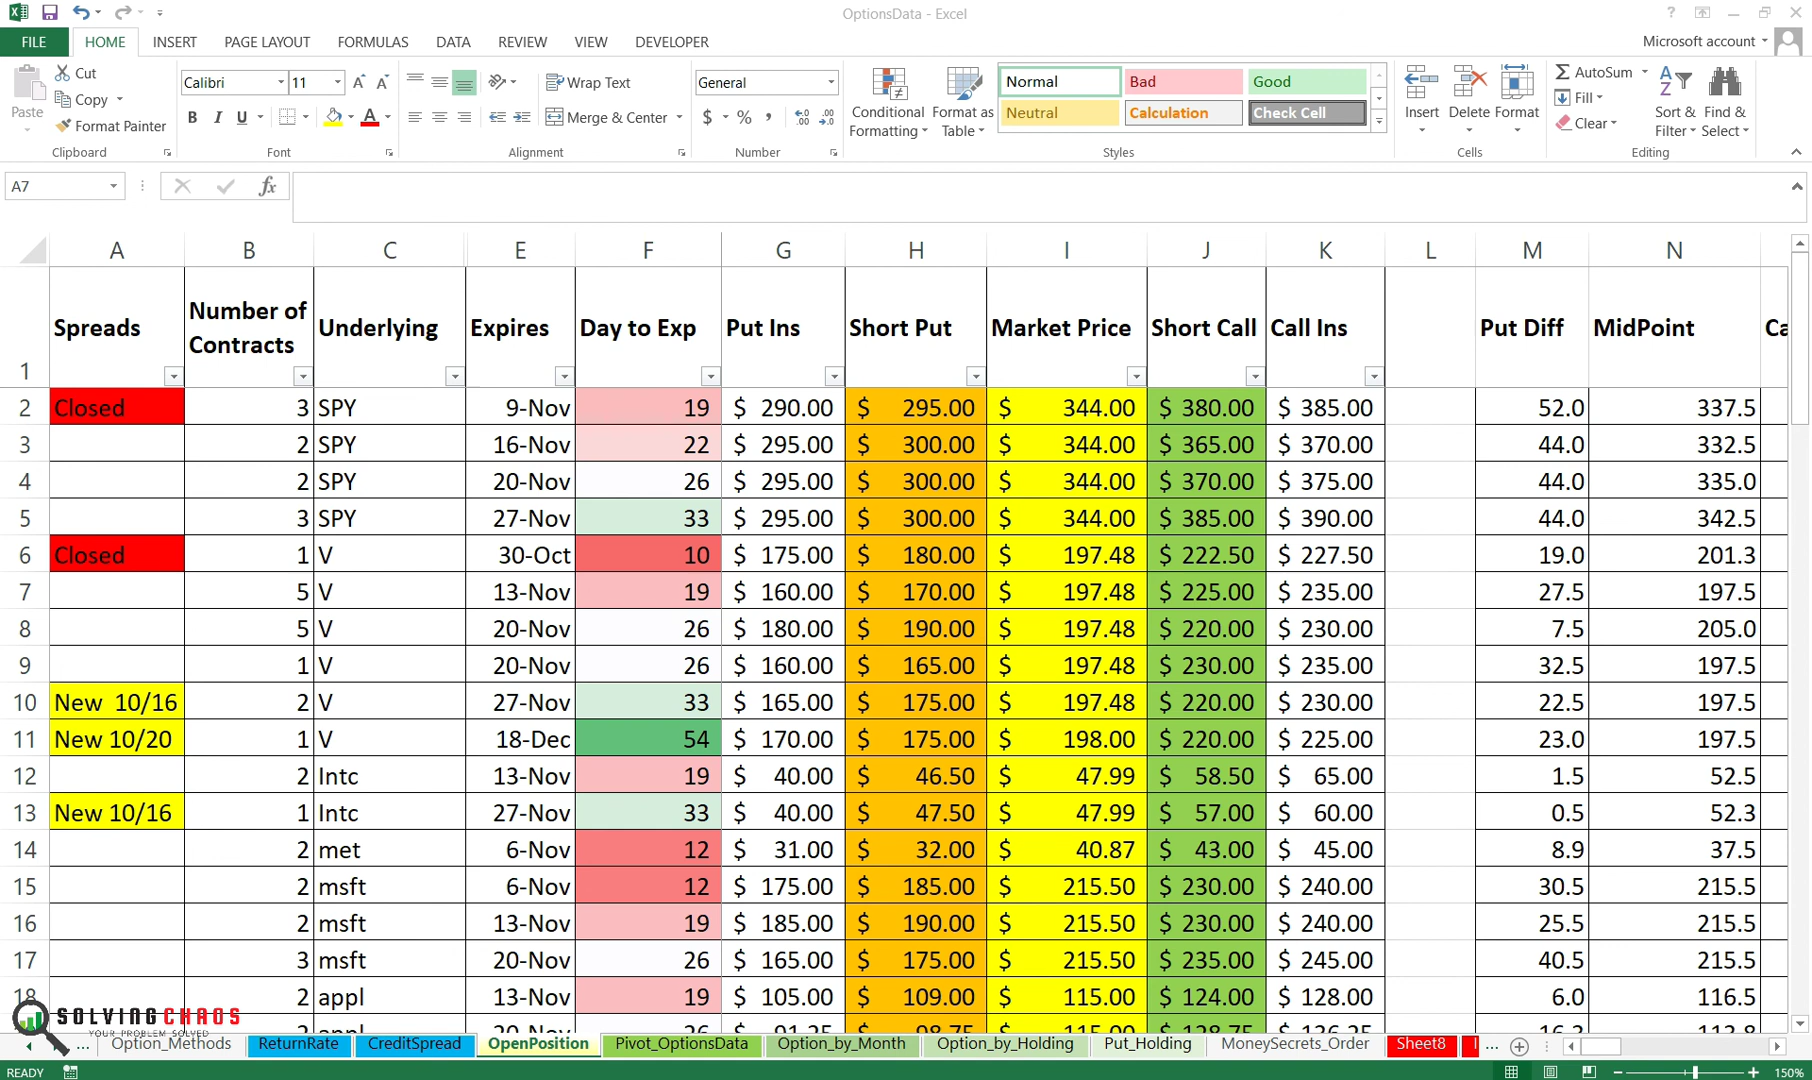 OptionsData - Excel
FILE HOME INSERT PAGE LAYOUT FORMULAS DATA REVIEW VIEW DEVELOPER Microsoft account
Paste Cut Copy Format Painter Clipboard
Calibri 11 B I U A Font
Wrap Text Merge & Center Alignment
General $ % , Number
Conditional Formatting Format as Table
Normal Bad Good
Neutral Calculation Check Cell
Styles
Insert Delete Format Cells
AutoSum Fill Clear Sort & Filter Find & Select Editing
A7 fx
A B C E F G H I J K L M N
1 Spreads Number of Contracts Underlying Expires Day to Exp Put Ins Short Put Market Price Short Call Call Ins Put Diff MidPoint Ca
2 Closed 3 SPY 9-Nov 19 $ 290.00 $ 295.00 $ 344.00 $ 380.00 $ 385.00 52.0 337.5
3 2 SPY 16-Nov 22 $ 295.00 $ 300.00 $ 344.00 $ 365.00 $ 370.00 44.0 332.5
4 2 SPY 20-Nov 26 $ 295.00 $ 300.00 $ 344.00 $ 370.00 $ 375.00 44.0 335.0
5 3 SPY 27-Nov 33 $ 295.00 $ 300.00 $ 344.00 $ 385.00 $ 390.00 44.0 342.5
6 Closed 1 V 30-Oct 10 $ 175.00 $ 180.00 $ 197.48 $ 222.50 $ 227.50 19.0 201.3
7 5 V 13-Nov 19 $ 160.00 $ 170.00 $ 197.48 $ 225.00 $ 235.00 27.5 197.5
8 5 V 20-Nov 26 $ 180.00 $ 190.00 $ 197.48 $ 220.00 $ 230.00 7.5 205.0
9 1 V 20-Nov 26 $ 160.00 $ 165.00 $ 197.48 $ 230.00 $ 235.00 32.5 197.5
10 New 10/16 2 V 27-Nov 33 $ 165.00 $ 175.00 $ 197.48 $ 220.00 $ 230.00 22.5 197.5
11 New 10/20 1 V 18-Dec 54 $ 170.00 $ 175.00 $ 198.00 $ 220.00 $ 225.00 23.0 197.5
12 2 Intc 13-Nov 19 $ 40.00 $ 46.50 $ 47.99 $ 58.50 $ 65.00 1.5 52.5
13 New 10/16 1 Intc 27-Nov 33 $ 40.00 $ 47.50 $ 47.99 $ 57.00 $ 60.00 0.5 52.3
14 2 met 6-Nov 12 $ 31.00 $ 32.00 $ 40.87 $ 43.00 $ 45.00 8.9 37.5
15 2 msft 6-Nov 12 $ 175.00 $ 185.00 $ 215.50 $ 230.00 $ 240.00 30.5 215.5
16 2 msft 13-Nov 19 $ 185.00 $ 190.00 $ 215.50 $ 230.00 $ 240.00 25.5 215.5
17 3 msft 20-Nov 26 $ 165.00 $ 175.00 $ 215.50 $ 235.00 $ 245.00 40.5 215.5
18 2 appl 13-Nov 19 $ 105.00 $ 109.00 $ 115.00 $ 124.00 $ 128.00 6.0 116.5
SOLVINGCHAOS
YOUR PROBLEM SOLVED
... Option_Methods ReturnRate CreditSpread OpenPosition Pivot_OptionsData Option_by_Month Option_by_Holding Put_Holding MoneySecrets_Order Sheet8 ...
READY 150%